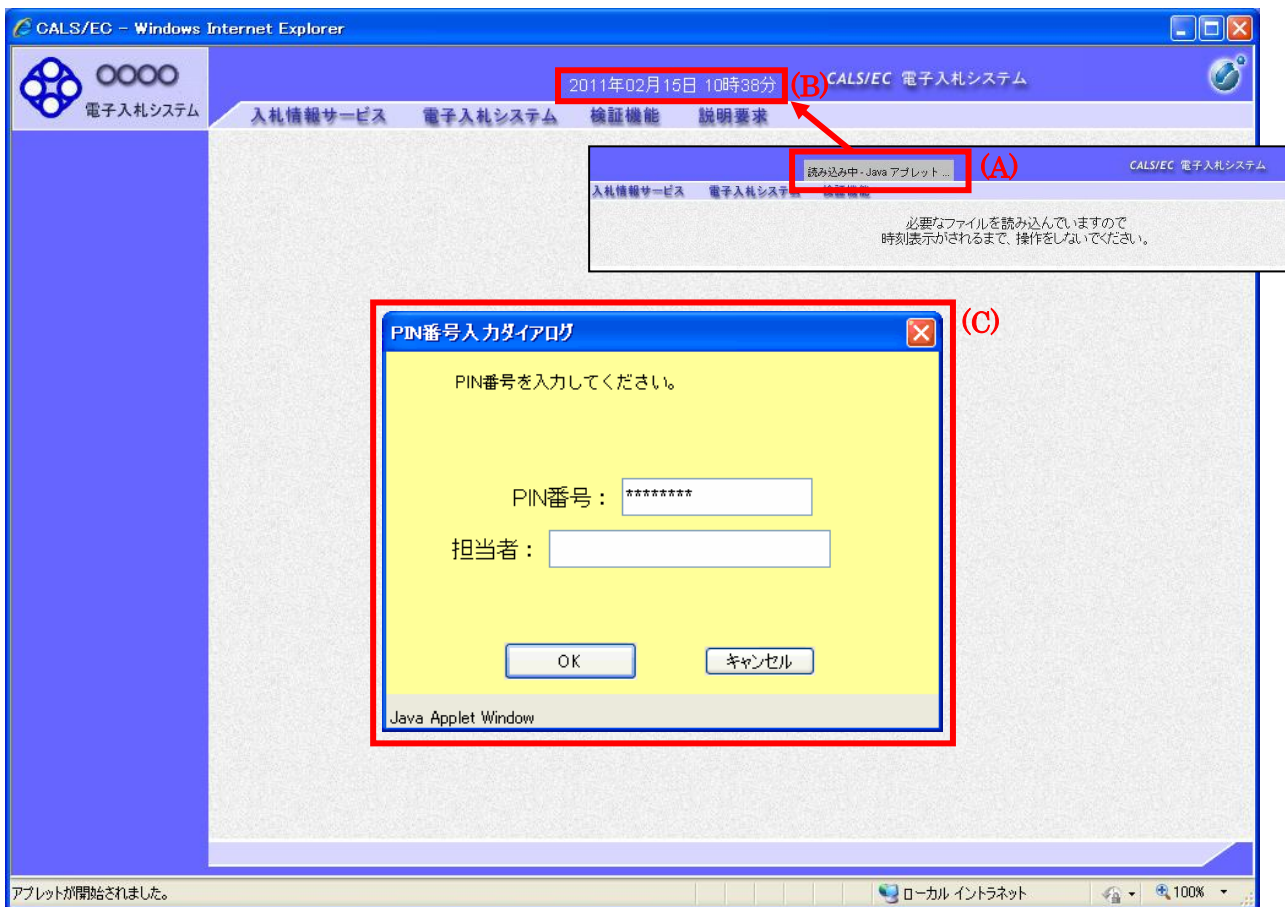 CALS/EC - Windows Internet Explorer
OOOO
電子入札システム
2011年02月15日 10時38分
(B)
CALS/EC 電子入札システム
入札情報サービス 電子入札システム 検証機能 説明要求
読み込み中 - Java アプレット ...
(A)
CALS/EC 電子入札システム
入札情報サービス 電子入札システム 検証機能
必要なファイルを読み込んでいますので
時刻表示がされるまで、操作をしないでください。
(C)
PIN番号入力ダイアログ
PIN番号を入力してください。
PIN番号： ********
担当者：
OK キャンセル
Java Applet Window
アプレットが開始されました。 ローカル イントラネット 100%